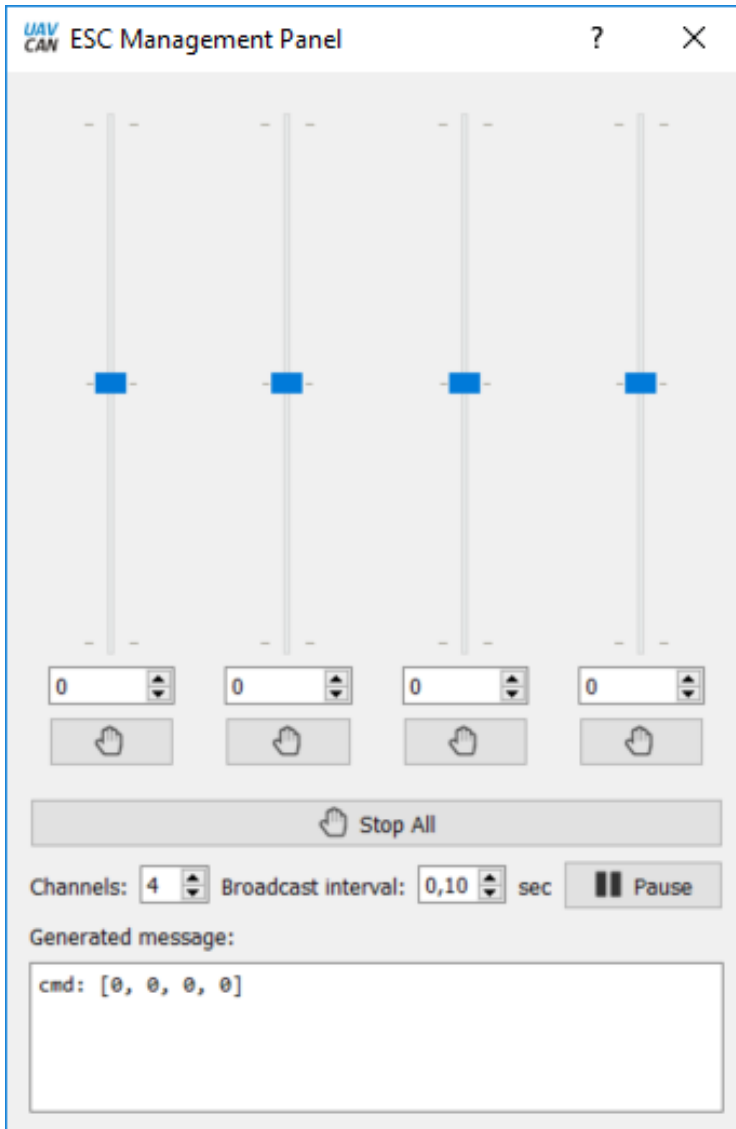 UAV
CAN ESC Management Panel ?
0 0 0 0
Stop All
Channels: 4 Broadcast interval: 0,10 sec Pause
Generated message:
cmd: [0, 0, 0, 0]